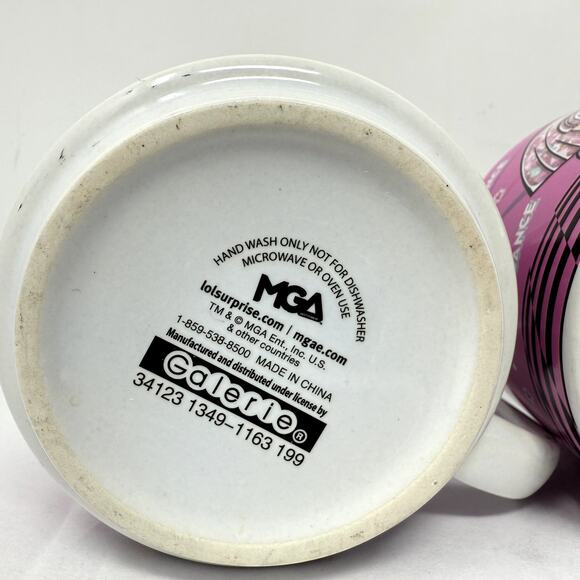 HAND WASH ONLY NOT FOR DISHWASHER
MICROWAVE OR OVEN USE
MGA
lolsurprise.com | mgae.com
TM & © MGA Ent., Inc. U.S.
& other countries
1-859-538-8500 MADE IN CHINA
Manufactured and distributed under license by
Galerie®
34123 1349-1163 199
ANCE